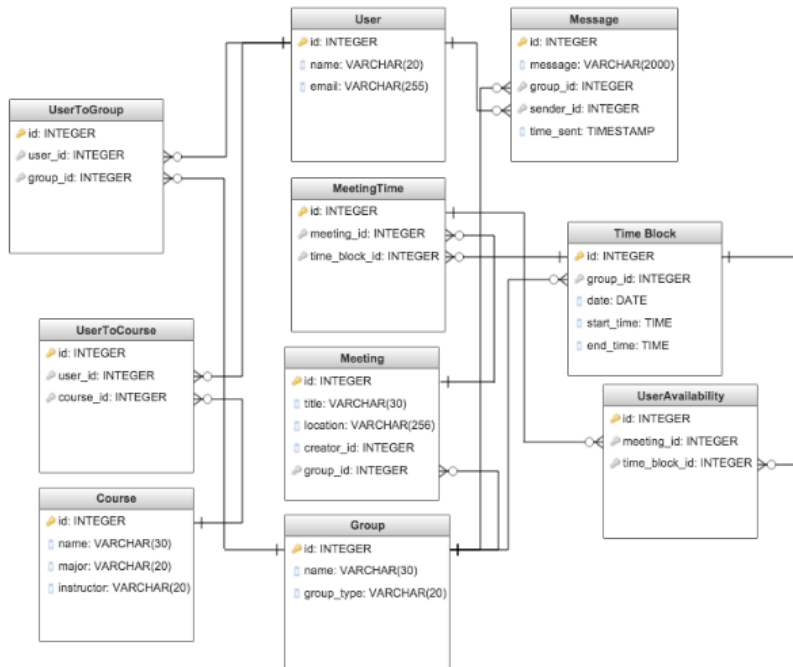 User
id: INTEGER
name: VARCHAR(20)
email: VARCHAR(255)
Message
id: INTEGER
message: VARCHAR(2000)
group_id: INTEGER
sender_id: INTEGER
time_sent: TIMESTAMP
UserToGroup
id: INTEGER
user_id: INTEGER
group_id: INTEGER
MeetingTime
id: INTEGER
meeting_id: INTEGER
time_block_id: INTEGER
Time Block
id: INTEGER
group_id: INTEGER
date: DATE
start_time: TIME
end_time: TIME
UserToCourse
id: INTEGER
user_id: INTEGER
course_id: INTEGER
Meeting
id: INTEGER
title: VARCHAR(30)
location: VARCHAR(256)
creator_id: INTEGER
group_id: INTEGER
UserAvailability
id: INTEGER
meeting_id: INTEGER
time_block_id: INTEGER
Course
id: INTEGER
name: VARCHAR(30)
major: VARCHAR(20)
instructor: VARCHAR(20)
Group
id: INTEGER
name: VARCHAR(30)
group_type: VARCHAR(20)